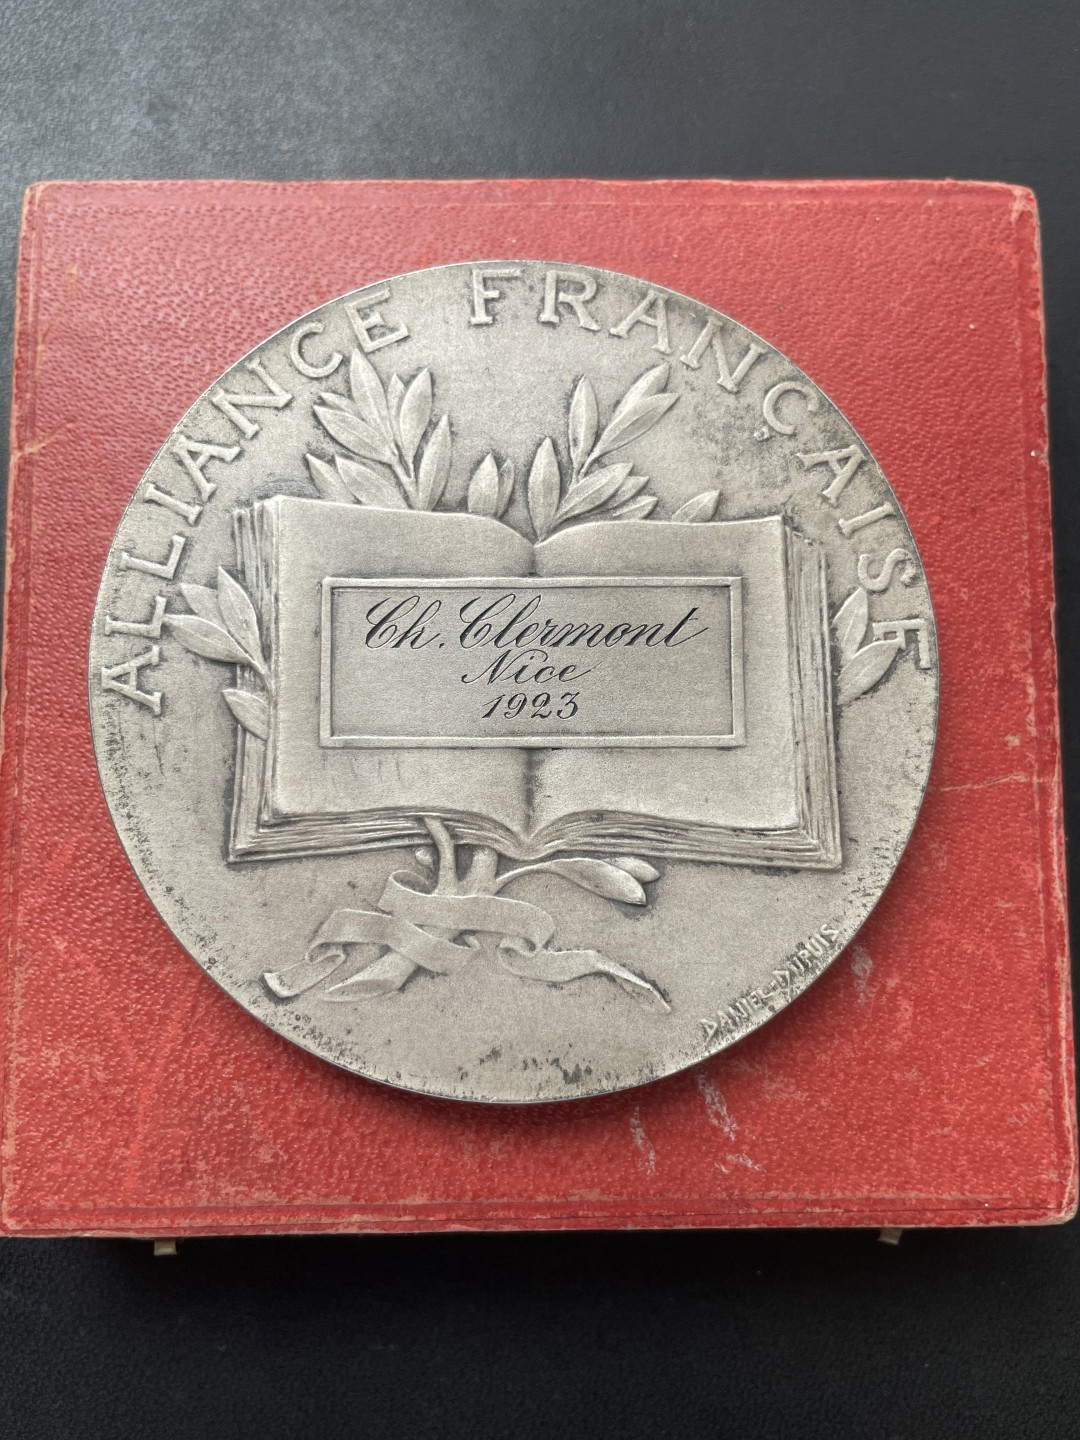 ALLIANCE FRANÇAISE
Ch. Clermont
Nice
1923
DANIEL-DUPUIS